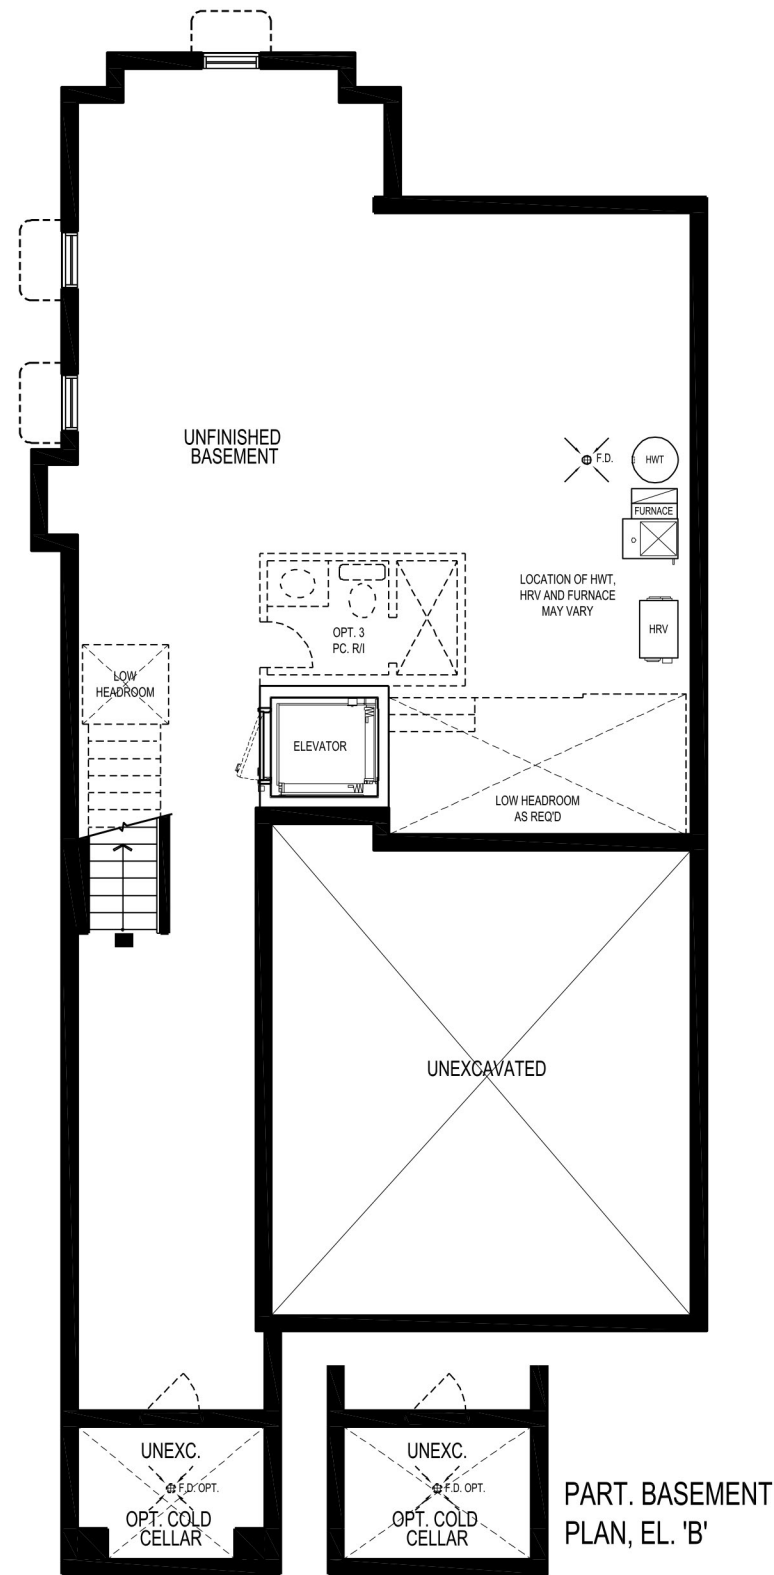 UNFINISHED
BASEMENT
F.D.
HWT
FURNACE
LOCATION OF HWT,
HRV AND FURNACE
MAY VARY
HRV
OPT. 3
PC. R/I
LOW
HEADROOM
ELEVATOR
LOW HEADROOM
AS REQ'D
UNEXCAVATED
UNEXC.
F.D. OPT.
OPT. COLD
CELLAR
UNEXC.
F.D. OPT.
OPT. COLD
CELLAR
PART. BASEMENT
PLAN, EL. 'B'